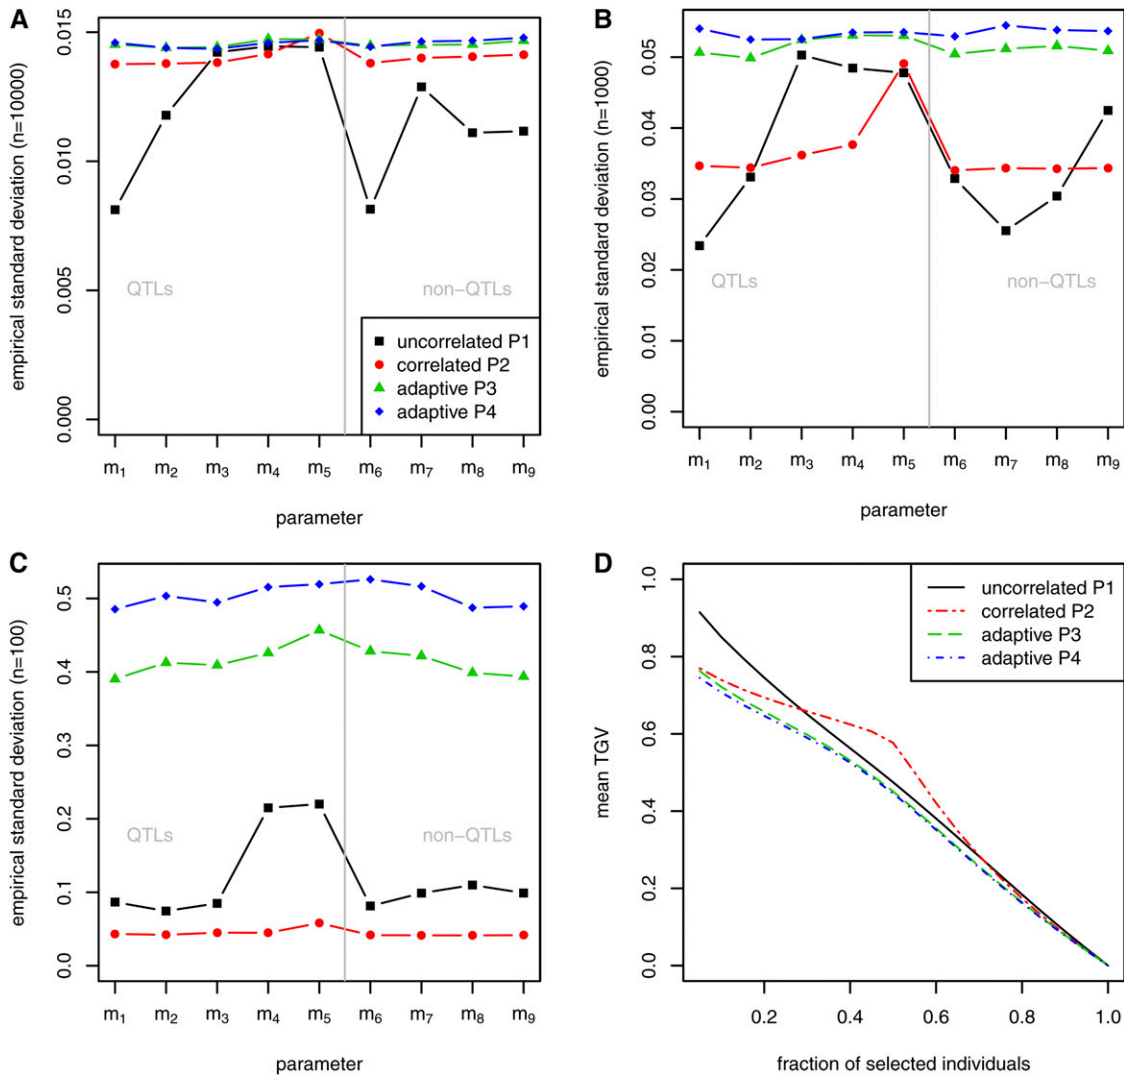 A
empirical standard deviation (n=10000)
0.015
0.010
0.005
0.000
QTLs
non−QTLs
uncorrelated P1
correlated P2
adaptive P3
adaptive P4
m1 m2 m3 m4 m5 m6 m7 m8 m9
parameter
B
empirical standard deviation (n=1000)
0.05
0.04
0.03
0.02
0.01
0.00
QTLs
non−QTLs
m1 m2 m3 m4 m5 m6 m7 m8 m9
parameter
C
empirical standard deviation (n=100)
0.5
0.4
0.3
0.2
0.1
0.0
QTLs
non−QTLs
m1 m2 m3 m4 m5 m6 m7 m8 m9
parameter
D
mean TGV
1.0
0.8
0.6
0.4
0.2
0.0
uncorrelated P1
correlated P2
adaptive P3
adaptive P4
0.2 0.4 0.6 0.8 1.0
fraction of selected individuals